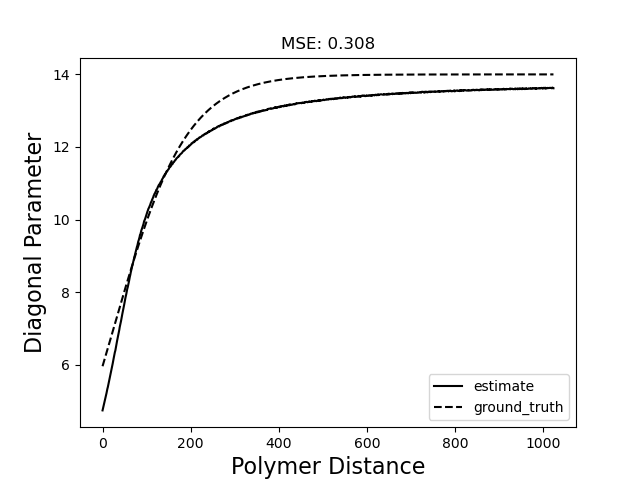 MSE: 0.308
Diagonal Parameter
14
12
10
8
6
0
200
400
600
800
1000
Polymer Distance
estimate
ground_truth